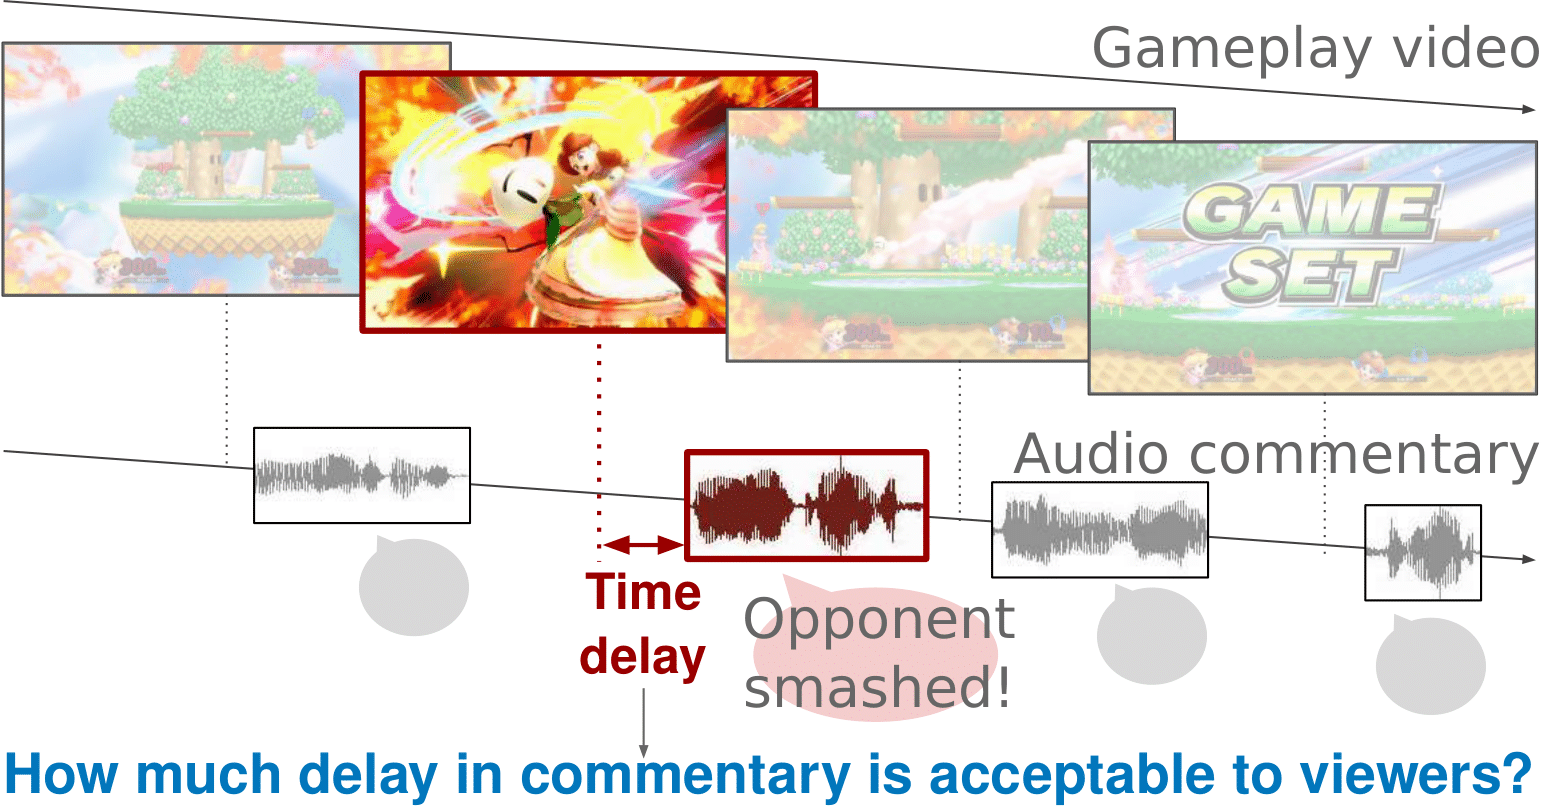 Gameplay video
GAME
SET
Audio commentary
Time
delay
Opponent
smashed!
How much delay in commentary is acceptable to viewers?